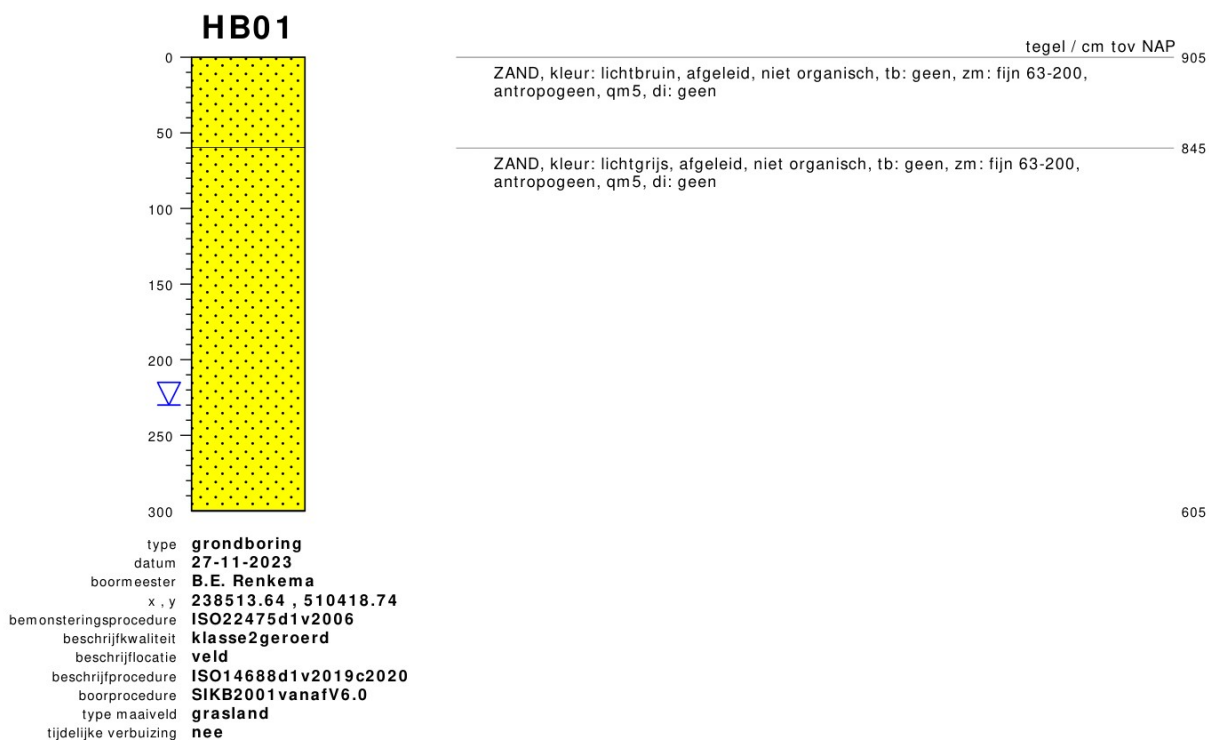 HB01
tegel / cm tov NAP
0
905
ZAND, kleur: lichtbruin, afgeleid, niet organisch, tb: geen, zm: fijn 63-200,
antropogeen, qm5, di: geen
50
845
ZAND, kleur: lichtgrijs, afgeleid, niet organisch, tb: geen, zm: fijn 63-200,
antropogeen, qm5, di: geen
100
150
200
250
300
605
type grondboring
datum 27-11-2023
boormeester B.E. Renkema
x , y 238513.64 , 510418.74
bemonsteringsprocedure ISO22475d1v2006
beschrijfkwaliteit klasse2geroerd
beschrijflocatie veld
beschrijfprocedure ISO14688d1v2019c2020
boorprocedure SIKB2001vanafV6.0
type maaiveld grasland
tijdelijke verbuizing nee